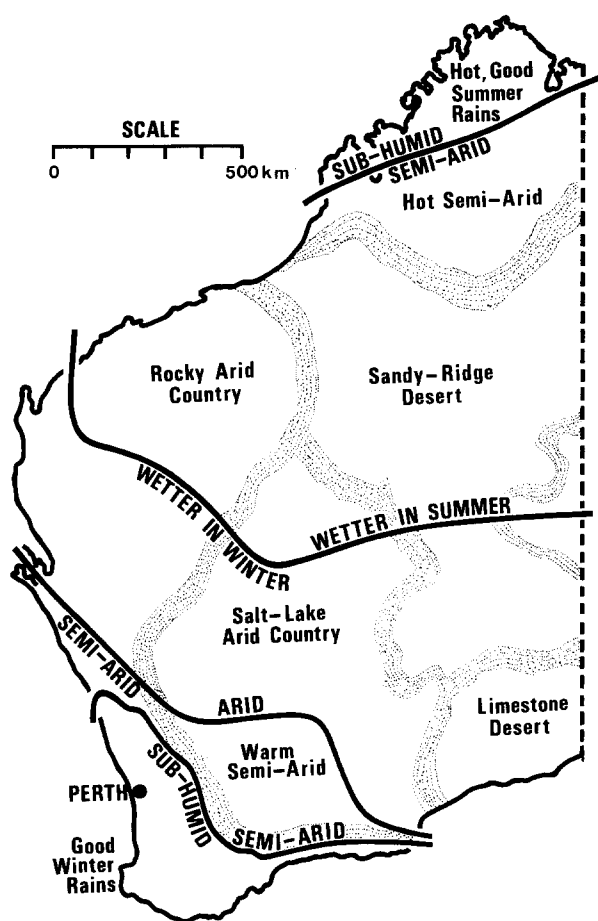 Hot, Good
Summer
Rains
SCALE
0 500 km
SUB-HUMID
SEMI-ARID
Hot Semi-Arid
Rocky Arid
Country
Sandy-Ridge
Desert
WETTER IN WINTER
WETTER IN SUMMER
Salt-Lake
Arid Country
SEMI-ARID
ARID
Limestone
Desert
Warm
Semi-Arid
SUB-HUMID
PERTH
SEMI-ARID
Good
Winter
Rains